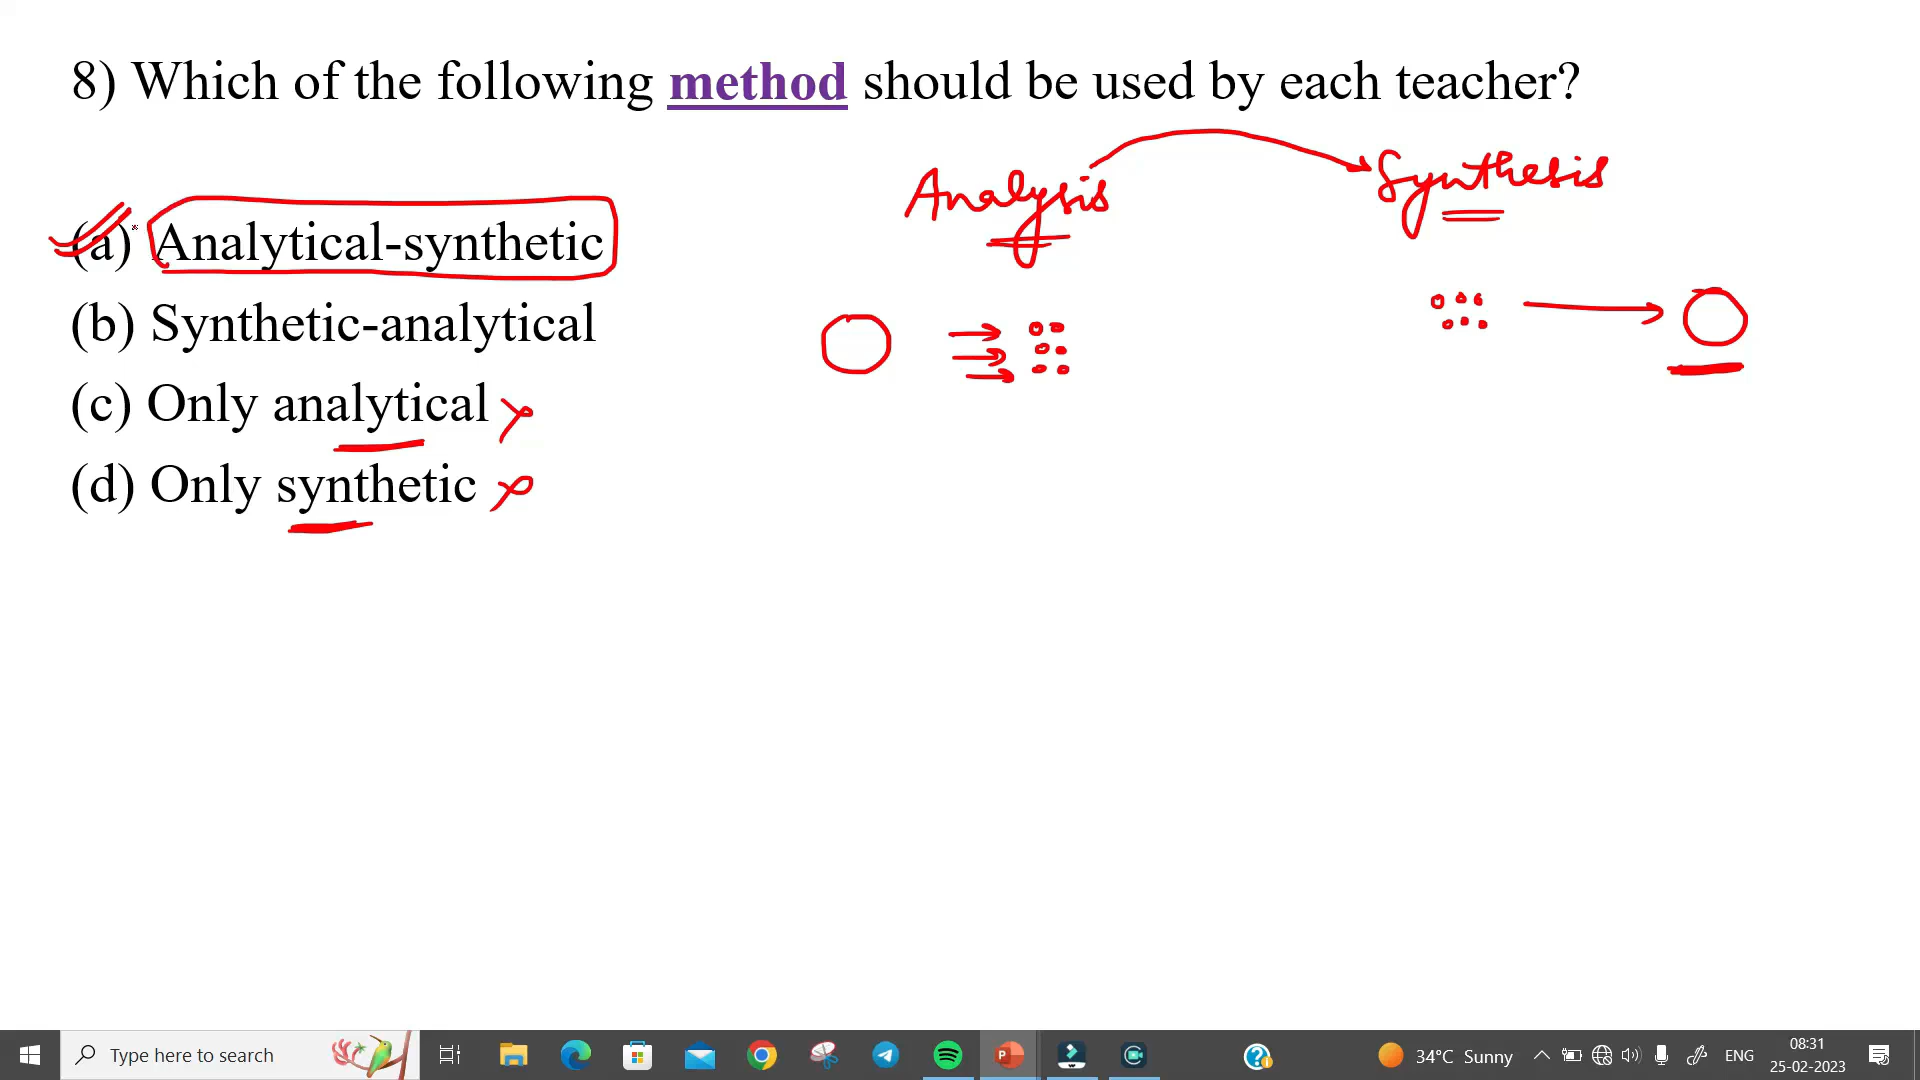 8) Which of the following method should be used by each teacher?
Analysis
Synthesis
(a) Analytical-synthetic
(b) Synthetic-analytical
(c) Only analytical
(d) Only synthetic
Type here to search
34°C Sunny
ENG
08:31
25-02-2023